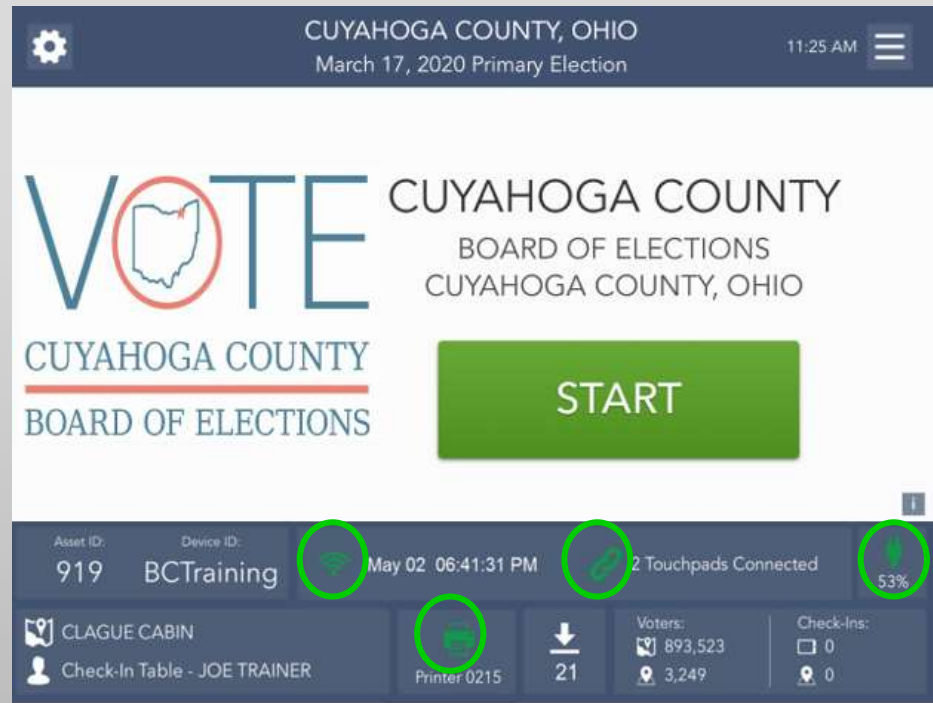 CUYAHOGA COUNTY, OHIO
March 17, 2020 Primary Election
11:25 AM
VOTE
CUYAHOGA COUNTY
BOARD OF ELECTIONS
CUYAHOGA COUNTY
BOARD OF ELECTIONS
CUYAHOGA COUNTY, OHIO
START
i
Asset ID:
919
Device ID:
BCTraining
May 02 06:41:31 PM
2 Touchpads Connected
53%
CLAGUE CABIN
Check-In Table - JOE TRAINER
Printer 0215
21
Voters:
893,523
3,249
Check-Ins:
0
0